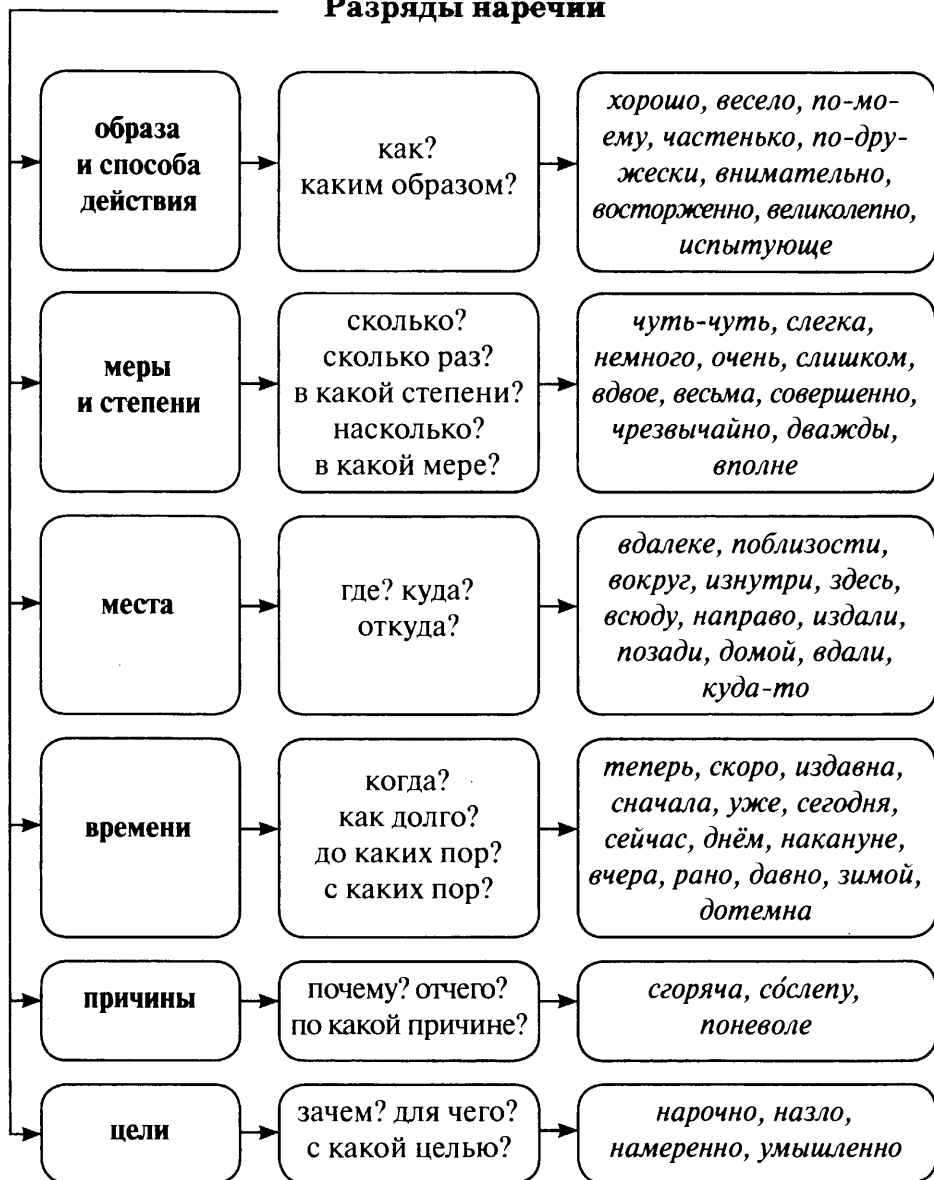 Разряды наречий
образа
и способа
действия
как?
каким образом?
хорошо, весело, по-мо-
ему, частенько, по-дру-
жески, внимательно,
восторженно, великолепно,
испытующе
меры
и степени
сколько?
сколько раз?
в какой степени?
насколько?
в какой мере?
чуть-чуть, слегка,
немного, очень, слишком,
вдвое, весьма, совершенно,
чрезвычайно, дважды,
вполне
места
где? куда?
откуда?
вдалеке, поблизости,
вокруг, изнутри, здесь,
всюду, направо, издали,
позади, домой, вдали,
куда-то
времени
когда?
как долго?
до каких пор?
с каких пор?
теперь, скоро, издавна,
сначала, уже, сегодня,
сейчас, днём, накануне,
вчера, рано, давно, зимой,
дотемна
причины
почему? отчего?
по какой причине?
сгоряча, со́слепу,
поневоле
цели
зачем? для чего?
с какой целью?
нарочно, назло,
намеренно, умышленно